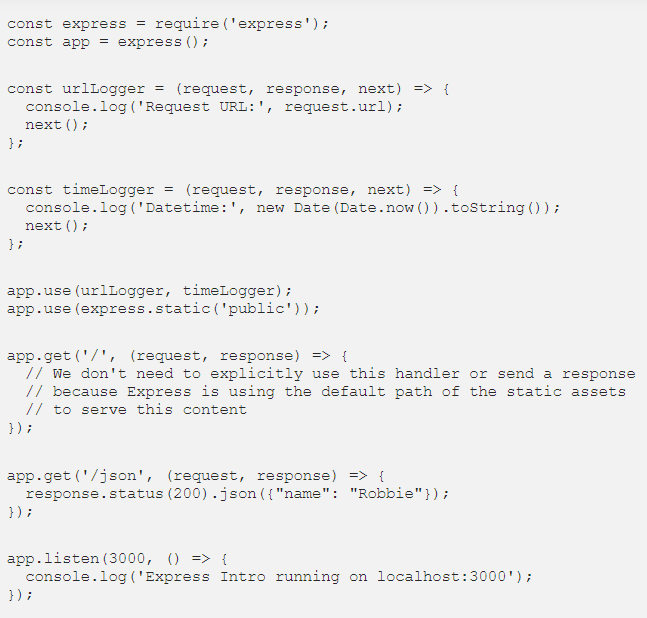 const express = require('express');
const app = express();
const urlLogger = (request, response, next) => {
  console.log('Request URL:', request.url);
  next();
};
const timeLogger = (request, response, next) => {
  console.log('Datetime:', new Date(Date.now()).toString());
  next();
};
app.use(urlLogger, timeLogger);
app.use(express.static('public'));
app.get('/', (request, response) => {
  // We don't need to explicitly use this handler or send a response
  // because Express is using the default path of the static assets
  // to serve this content
});
app.get('/json', (request, response) => {
  response.status(200).json({"name": "Robbie"});
});
app.listen(3000, () => {
  console.log('Express Intro running on localhost:3000');
});